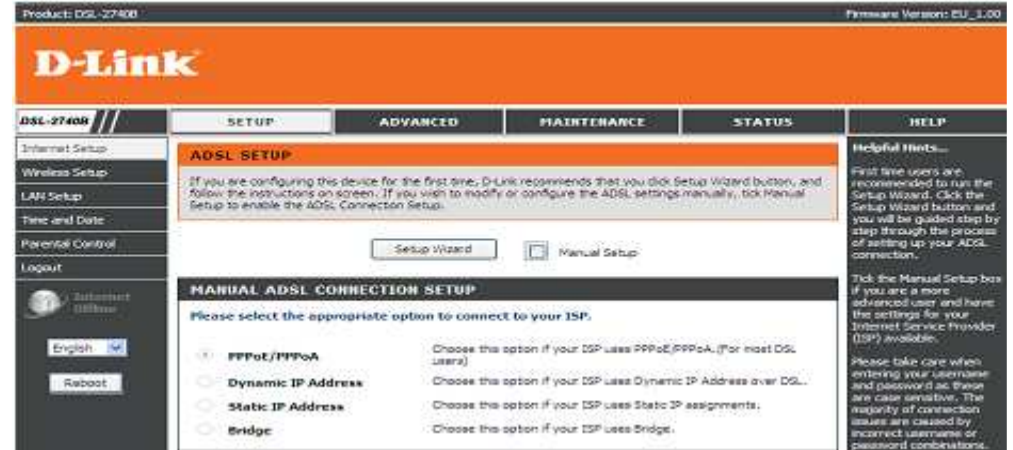 Product: DSL-2740B
Firmware Version: EU_1.00
D-Link
DSL-2740B
SETUP
ADVANCED
MAINTENANCE
STATUS
HELP
Internet Setup
Wireless Setup
LAN Setup
Time and Date
Parental Control
Logout
Internet
Offline
English
Reboot
ADSL SETUP
If you are configuring this device for the first time, D-Link recommends that you click Setup Wizard button, and
follow the instructions on screen. If you wish to modify or configure the ADSL settings manually, tick Manual
Setup to enable the ADSL Connection Setup.
Setup Wizard
Manual Setup
MANUAL ADSL CONNECTION SETUP
Please select the appropriate option to connect to your ISP.
PPPoE/PPPoA
Choose this option if your ISP uses PPPoE/PPPoA.(For most DSL
users)
Dynamic IP Address
Choose this option if your ISP uses Dynamic IP Address over DSL.
Static IP Address
Choose this option if your ISP uses Static IP assignments.
Bridge
Choose this option if your ISP uses Bridge.
Helpful Hints...
First time users are
recommended to run the
Setup Wizard. Click the
Setup Wizard button and
you will be guided step by
step through the process
of setting up your ADSL
connection.
Tick the Manual Setup box
if you are a more
advanced user and have
the settings for your
Internet Service Provider
(ISP) available.
Please take care when
entering your username
and password as these
are case sensitive. The
majority of connection
issues are caused by
incorrect username or
password combinations.